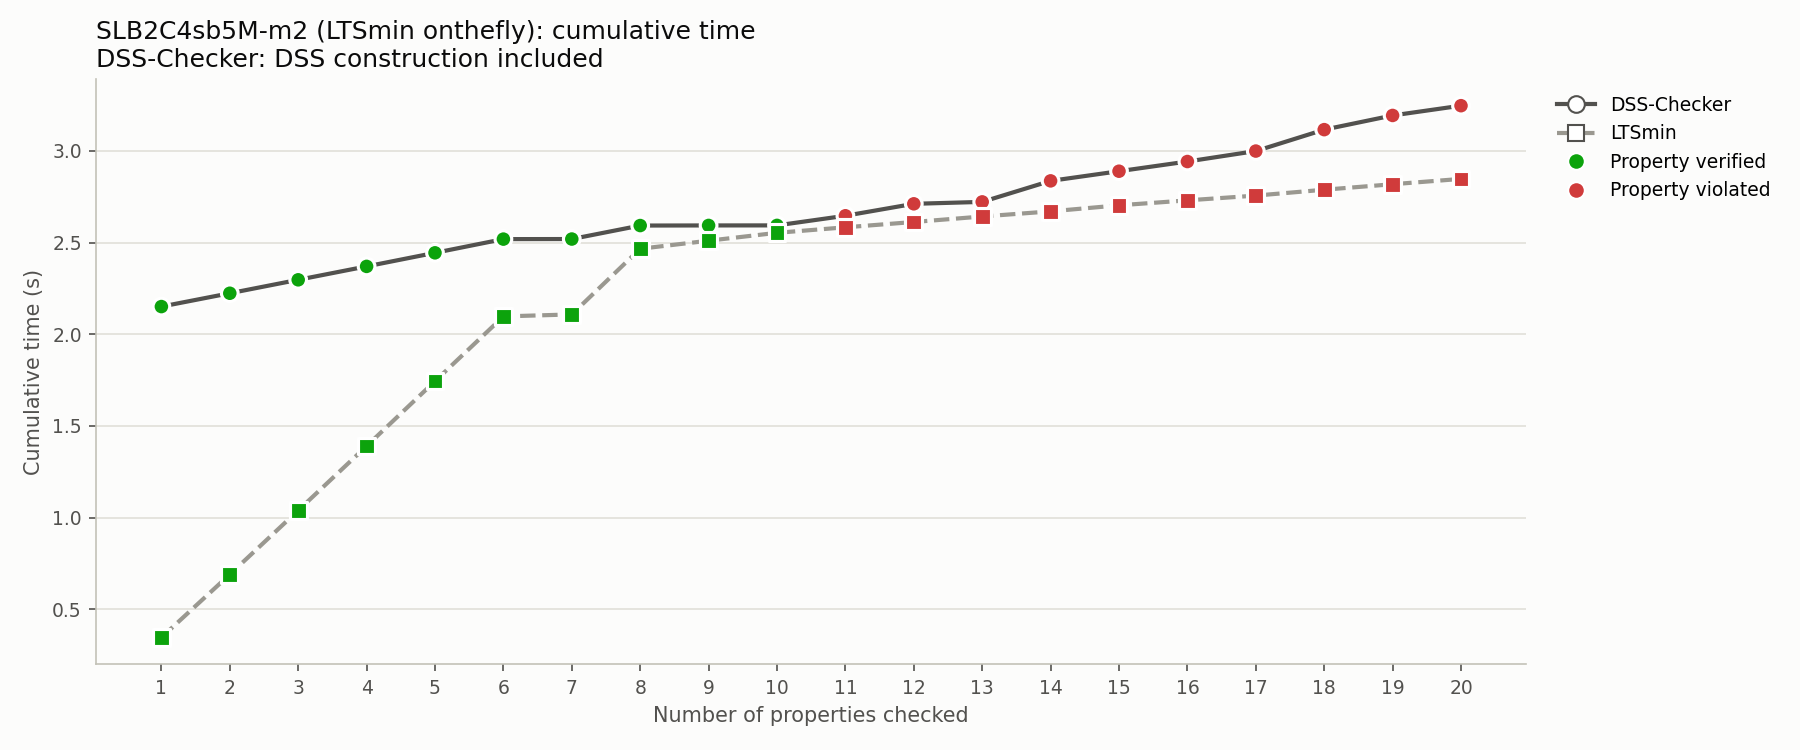 SLB2C4sb5M-m2 (LTSmin onthefly): cumulative time
DSS-Checker: DSS construction included
DSS-Checker
LTSmin
Property verified
Property violated
Cumulative time (s)
3.0
2.5
2.0
1.5
1.0
0.5
1 2 3 4 5 6 7 8 9 10 11 12 13 14 15 16 17 18 19 20
Number of properties checked